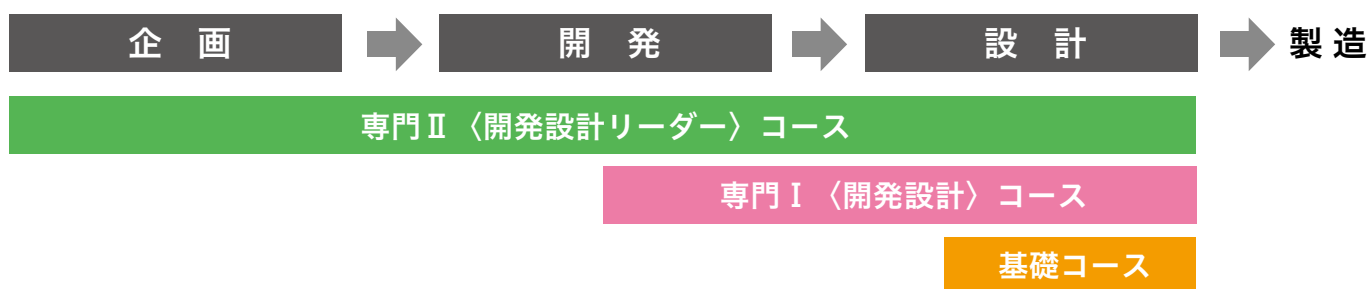 企　画　開　発　設　計　製 造
専門Ⅱ〈開発設計リーダー〉コース
専門Ⅰ〈開発設計〉コース
基礎コース